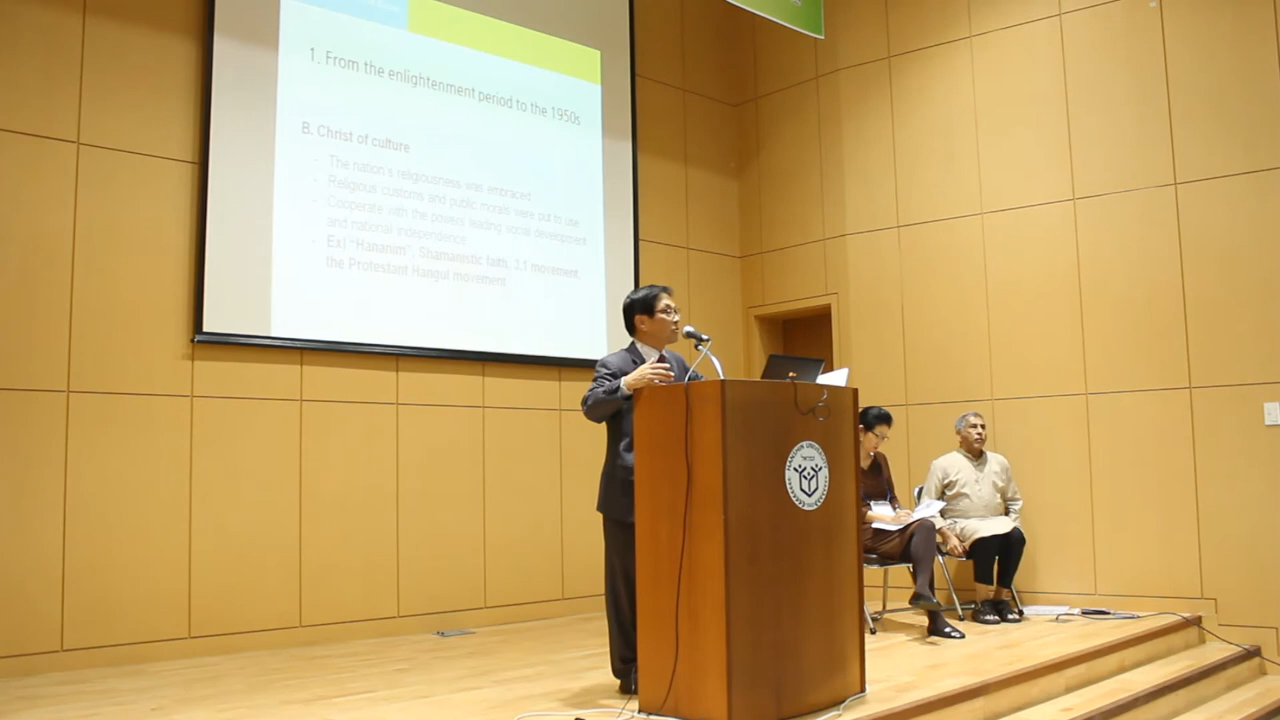 1. From the enlightenment period to the 1950s
B. Christ of culture
- The nation's religiousness was embraced
- Religious customs and public morals were put to use
- Cooperate with the powers leading social development
and national independence
- Ex) "Hananim", Shamanistic faith, 3.1 movement,
the Protestant Hangul movement
HANSHIN UNIVERSITY